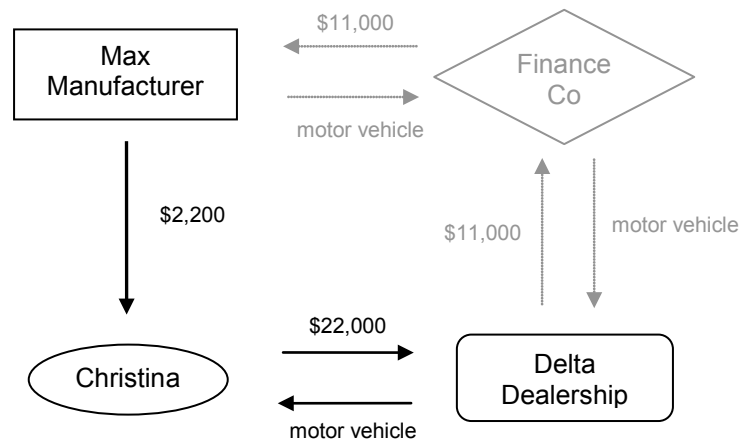 $11,000
Max
Manufacturer
Finance
Co
motor vehicle
$2,200
$11,000
motor vehicle
$22,000
Christina
Delta
Dealership
motor vehicle